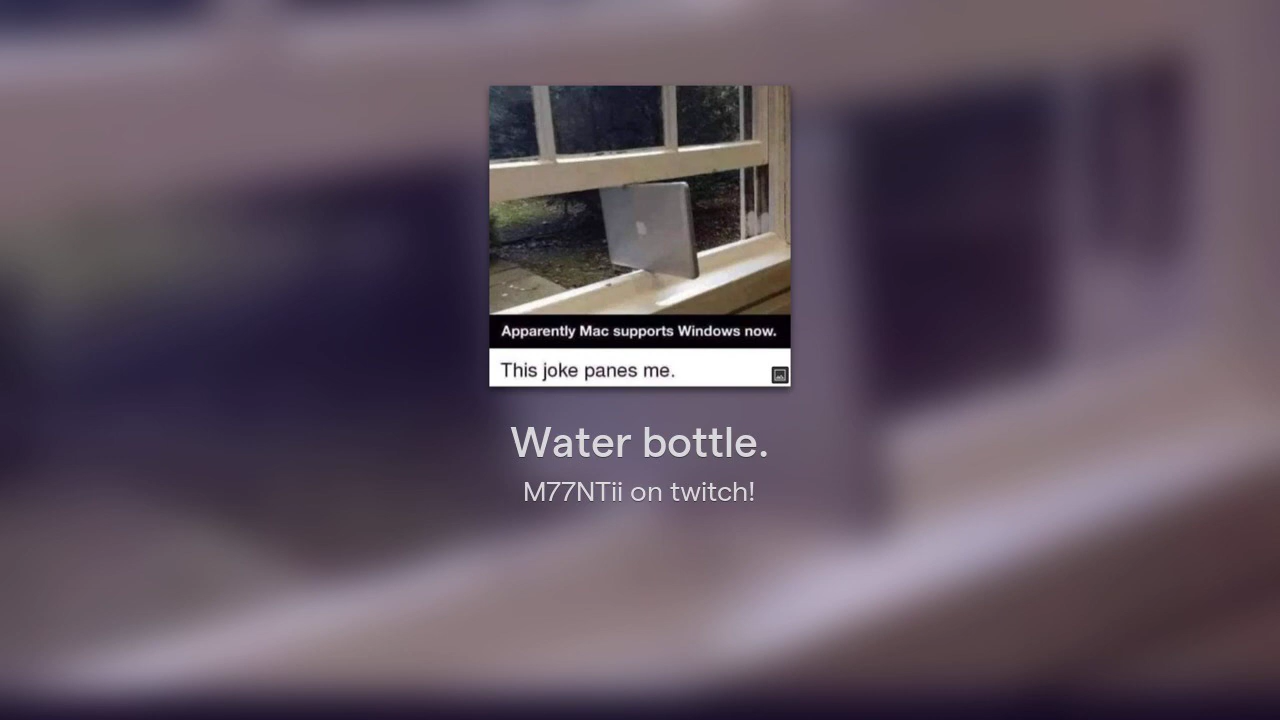 Apparently Mac supports Windows now.
This joke panes me.
Water bottle.
M77NTii on twitch!